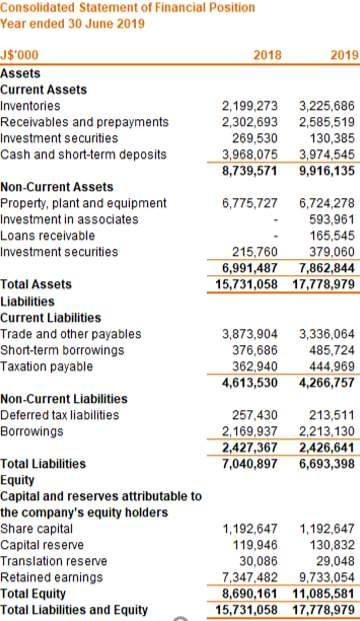 Consolidated Statement of Financial Position
Year ended 30 June 2019
J$'000 2018 2019
Assets
Current Assets
Inventories 2,199,273 3,225,686
Receivables and prepayments 2,302,693 2,585,519
Investment securities 269,530 130,385
Cash and short-term deposits 3,968,075 3,974,545
8,739,571 9,916,135
Non-Current Assets
Property, plant and equipment 6,775,727 6,724,278
Investment in associates - 593,961
Loans receivable - 165,545
Investment securities 215,760 379,060
6,991,487 7,862,844
Total Assets 15,731,058 17,778,979
Liabilities
Current Liabilities
Trade and other payables 3,873,904 3,336,064
Short-term borrowings 376,686 485,724
Taxation payable 362,940 444,969
4,613,530 4,266,757
Non-Current Liabilities
Deferred tax liabilities 257,430 213,511
Borrowings 2,169,937 2,213,130
2,427,367 2,426,641
Total Liabilities 7,040,897 6,693,398
Equity
Capital and reserves attributable to
the company's equity holders
Share capital 1,192,647 1,192,647
Capital reserve 119,946 130,832
Translation reserve 30,086 29,048
Retained earnings 7,347,482 9,733,054
Total Equity 8,690,161 11,085,581
Total Liabilities and Equity 15,731,058 17,778,979